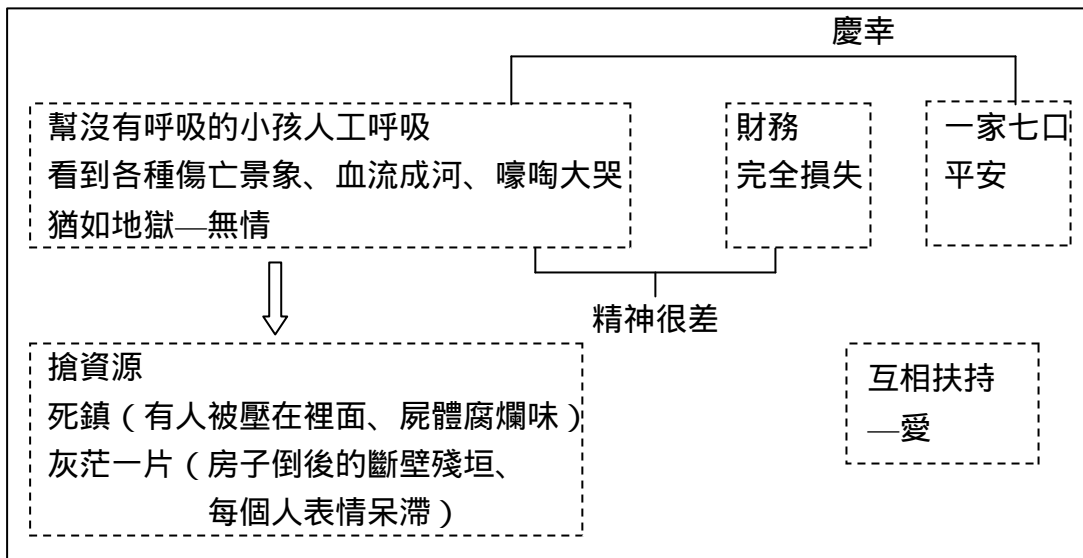 慶幸
幫沒有呼吸的小孩人工呼吸
看到各種傷亡景象、血流成河、嚎啕大哭
猶如地獄—無情
財務
完全損失
一家七口
平安
精神很差
搶資源
死鎮（有人被壓在裡面、屍體腐爛味）
灰茫一片（房子倒後的斷壁殘垣、
每個人表情呆滯）
互相扶持
—愛